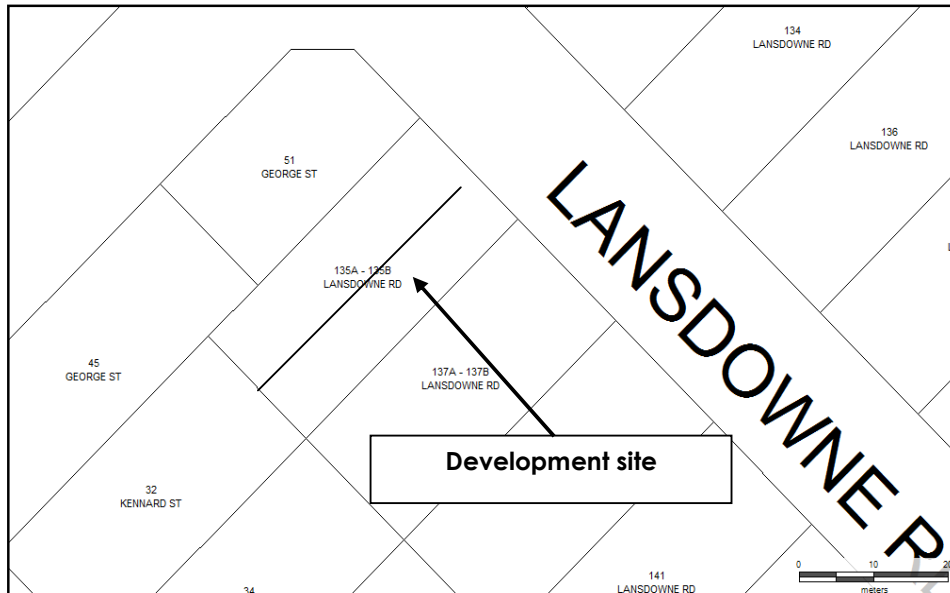 134
LANSDOWNE RD
136
LANSDOWNE RD
51
GEORGE ST
LANSDOWNE R
135A - 135B
LANSDOWNE RD
45
GEORGE ST
137A - 137B
LANSDOWNE RD
Development site
32
KENNARD ST
34
141
LANSDOWNE RD
0 10 20
meters